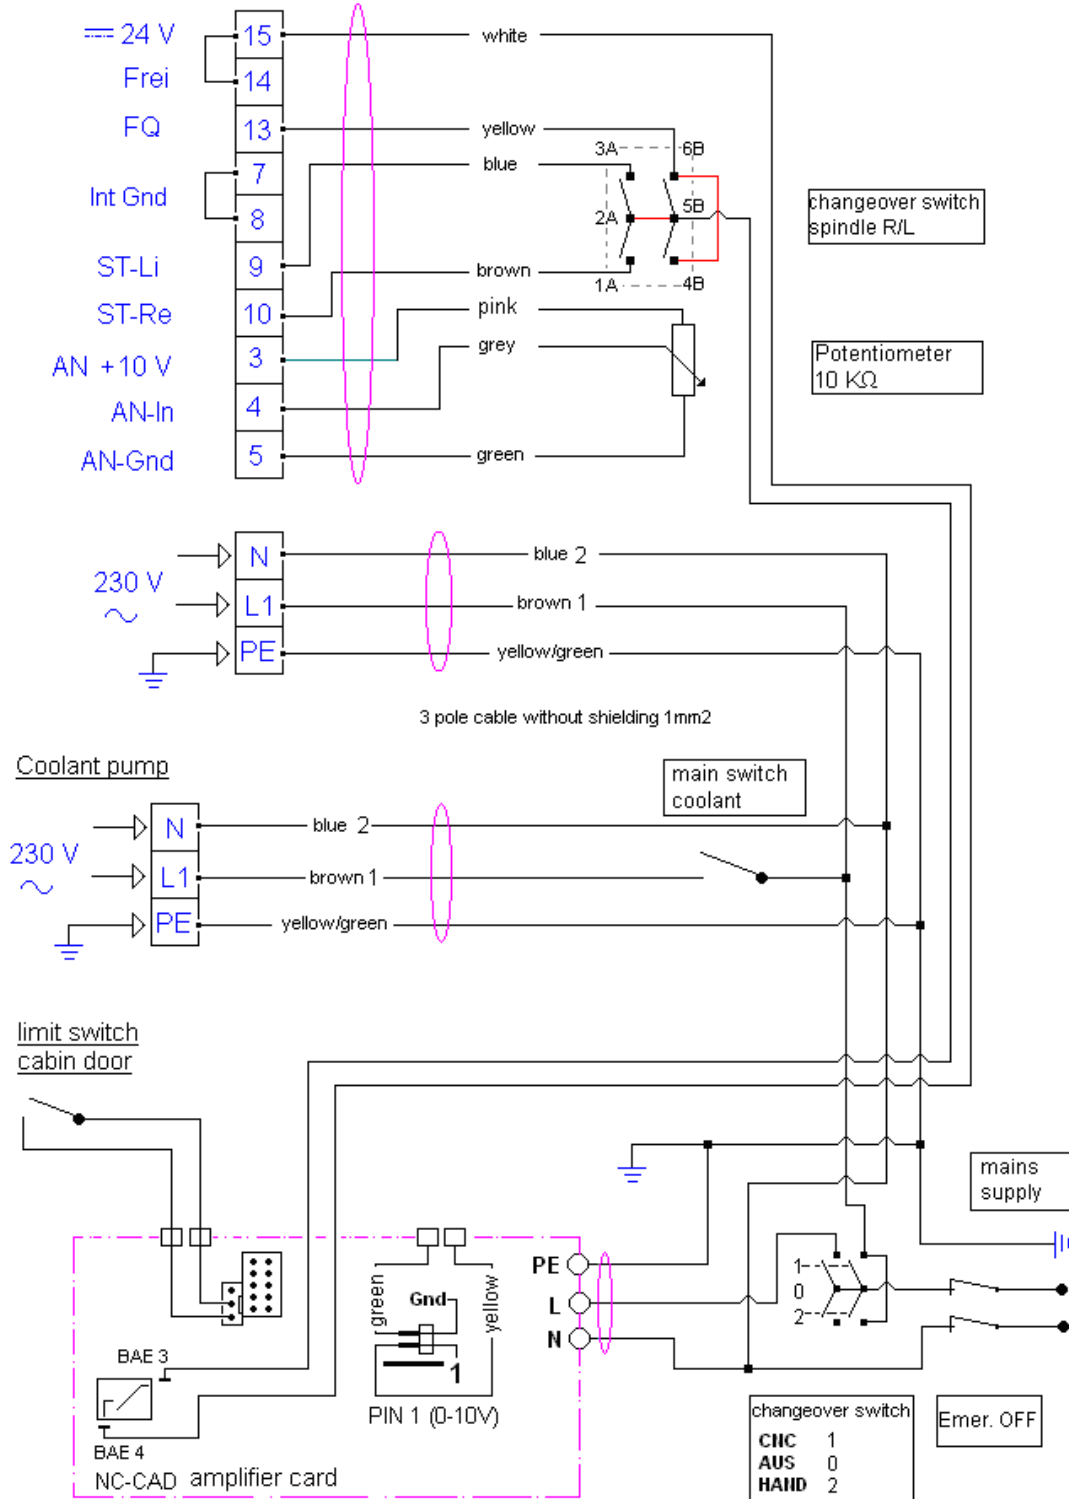 24 V 15 white
Frei 14
FQ 13 yellow
3A 6B
7 blue
Int Gnd
8 2A 5B
changeover switch
spindle R/L
ST-Li 9
brown
1A 4B
ST-Re 10 pink
AN +10 V 3 grey
Potentiometer
10 KΩ
AN-In 4
AN-Gnd 5 green
N blue 2
230 V
L1 brown 1
PE yellow/green
3 pole cable without shielding 1mm2
Coolant pump
main switch
coolant
N blue 2
230 V
L1 brown 1
PE yellow/green
limit switch
cabin door
mains
supply
PE
L
N
1
0
2
green
Gnd
yellow
1
PIN 1 (0-10V)
BAE 3
BAE 4
NC-CAD amplifier card
changeover switch
CNC 1
AUS 0
HAND 2
Emer. OFF